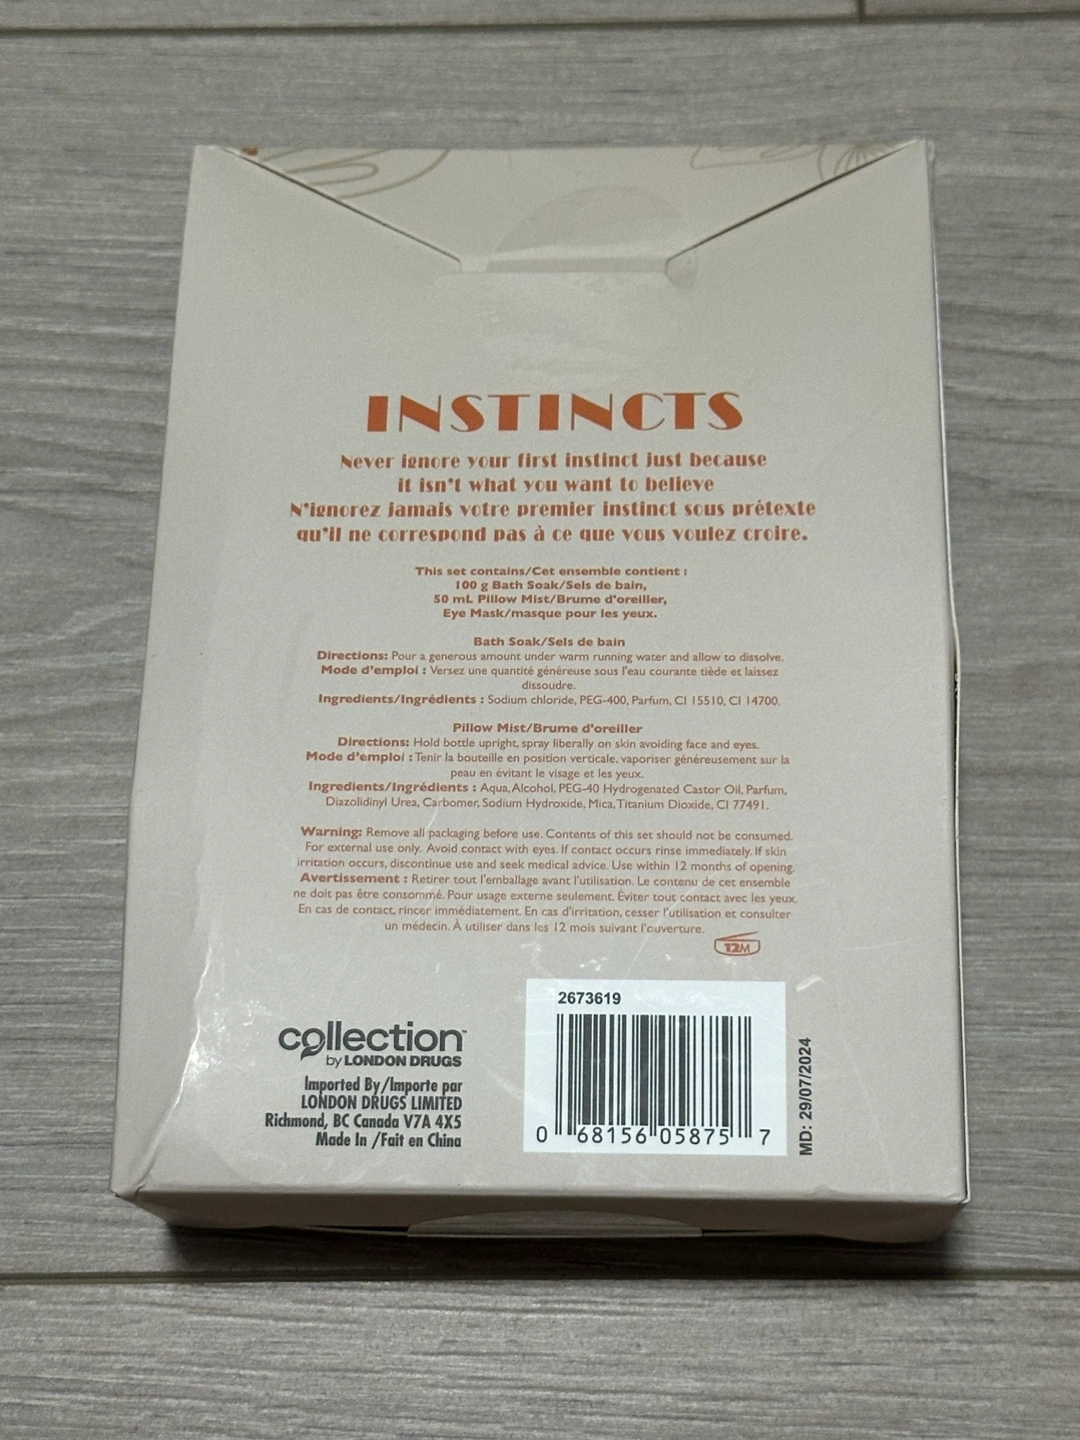 INSTINCTS
Never ignore your first instinct just because
it isn't what you want to believe
N'ignorez jamais votre premier instinct sous prétexte
qu'il ne correspond pas à ce que vous voulez croire.
This set contains/Cet ensemble contient :
100 g Bath Soak/Sels de bain,
50 mL Pillow Mist/Brume d'oreiller,
Eye Mask/masque pour les yeux.
Bath Soak/Sels de bain
Directions: Pour a generous amount under warm running water and allow to dissolve.
Mode d'emploi : Versez une quantité généreuse sous l'eau courante tiède et laissez
dissoudre.
Ingredients/Ingrédients : Sodium chloride, PEG-400, Parfum, CI 15510, CI 14700.
Pillow Mist/Brume d'oreiller
Directions: Hold bottle upright, spray liberally on skin avoiding face and eyes.
Mode d'emploi : Tenir la bouteille en position verticale, vaporiser généreusement sur la
peau en évitant le visage et les yeux.
Ingredients/Ingrédients : Aqua, Alcohol, PEG-40 Hydrogenated Castor Oil, Parfum,
Diazolidinyl Urea, Carbomer, Sodium Hydroxide, Mica, Titanium Dioxide, CI 77491.
Warning: Remove all packaging before use. Contents of this set should not be consumed.
For external use only. Avoid contact with eyes. If contact occurs rinse immediately. If skin
irritation occurs, discontinue use and seek medical advice. Use within 12 months of opening.
Avertissement : Retirer tout l'emballage avant l'utilisation. Le contenu de cet ensemble
ne doit pas être consommé. Pour usage externe seulement. Éviter tout contact avec les yeux.
En cas de contact, rincer immédiatement. En cas d'irritation, cesser l'utilisation et consulter
un médecin. À utiliser dans les 12 mois suivant l'ouverture.
12M
collection™
by LONDON DRUGS
Imported By/Importe par
LONDON DRUGS LIMITED
Richmond, BC Canada V7A 4X5
Made In /Fait en China
2673619
0 68156 05875 7
MD: 29/07/2024